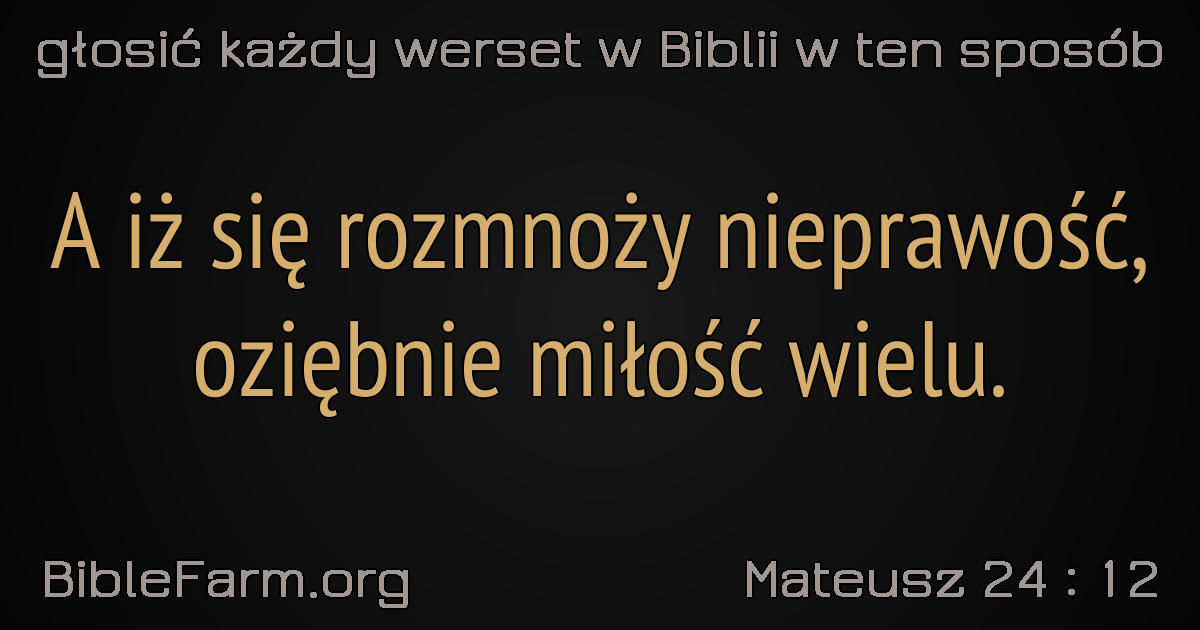 głosić każdy werset w Biblii w ten sposób
A iż się rozmnoży nieprawość,
oziębnie miłość wielu.
BibleFarm.org
Mateusz 24 : 12